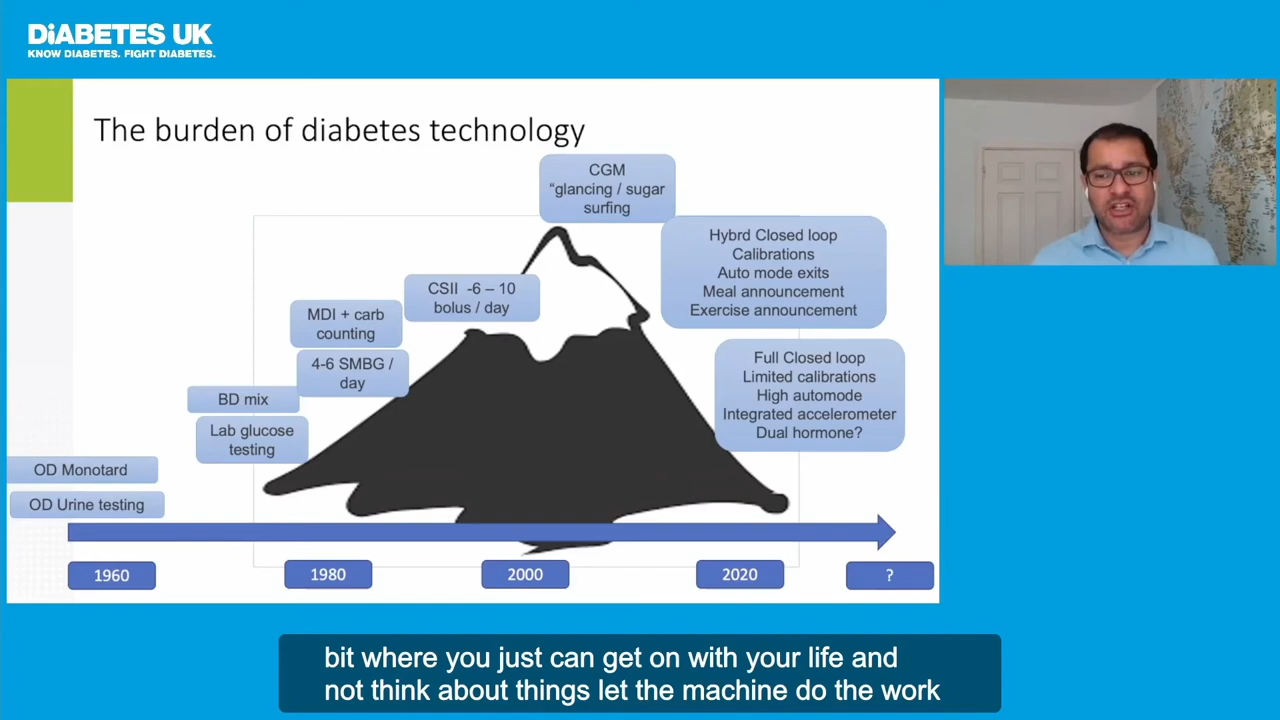 DiABETES UK
KNOW DIABETES. FIGHT DIABETES.
The burden of diabetes technology
CGM
“glancing / sugar
surfing
Hybrd Closed loop
Calibrations
Auto mode exits
Meal announcement
Exercise announcement
CSII -6 – 10
bolus / day
MDI + carb
counting
4-6 SMBG /
day
Full Closed loop
Limited calibrations
High automode
Integrated accelerometer
Dual hormone?
BD mix
Lab glucose
testing
OD Monotard
OD Urine testing
1960
1980
2000
2020
?
bit where you just can get on with your life and
not think about things let the machine do the work